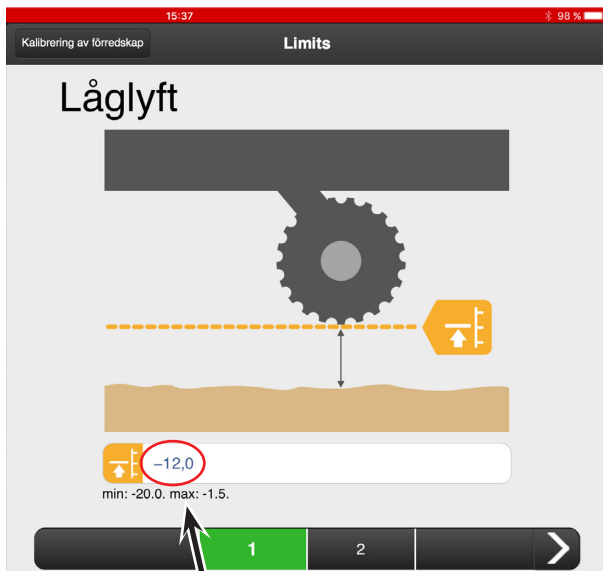 15:37 98 %
Kalibrering av förredskap Limits
Låglyft
−12,0
min: -20.0. max: -1.5.
1 2